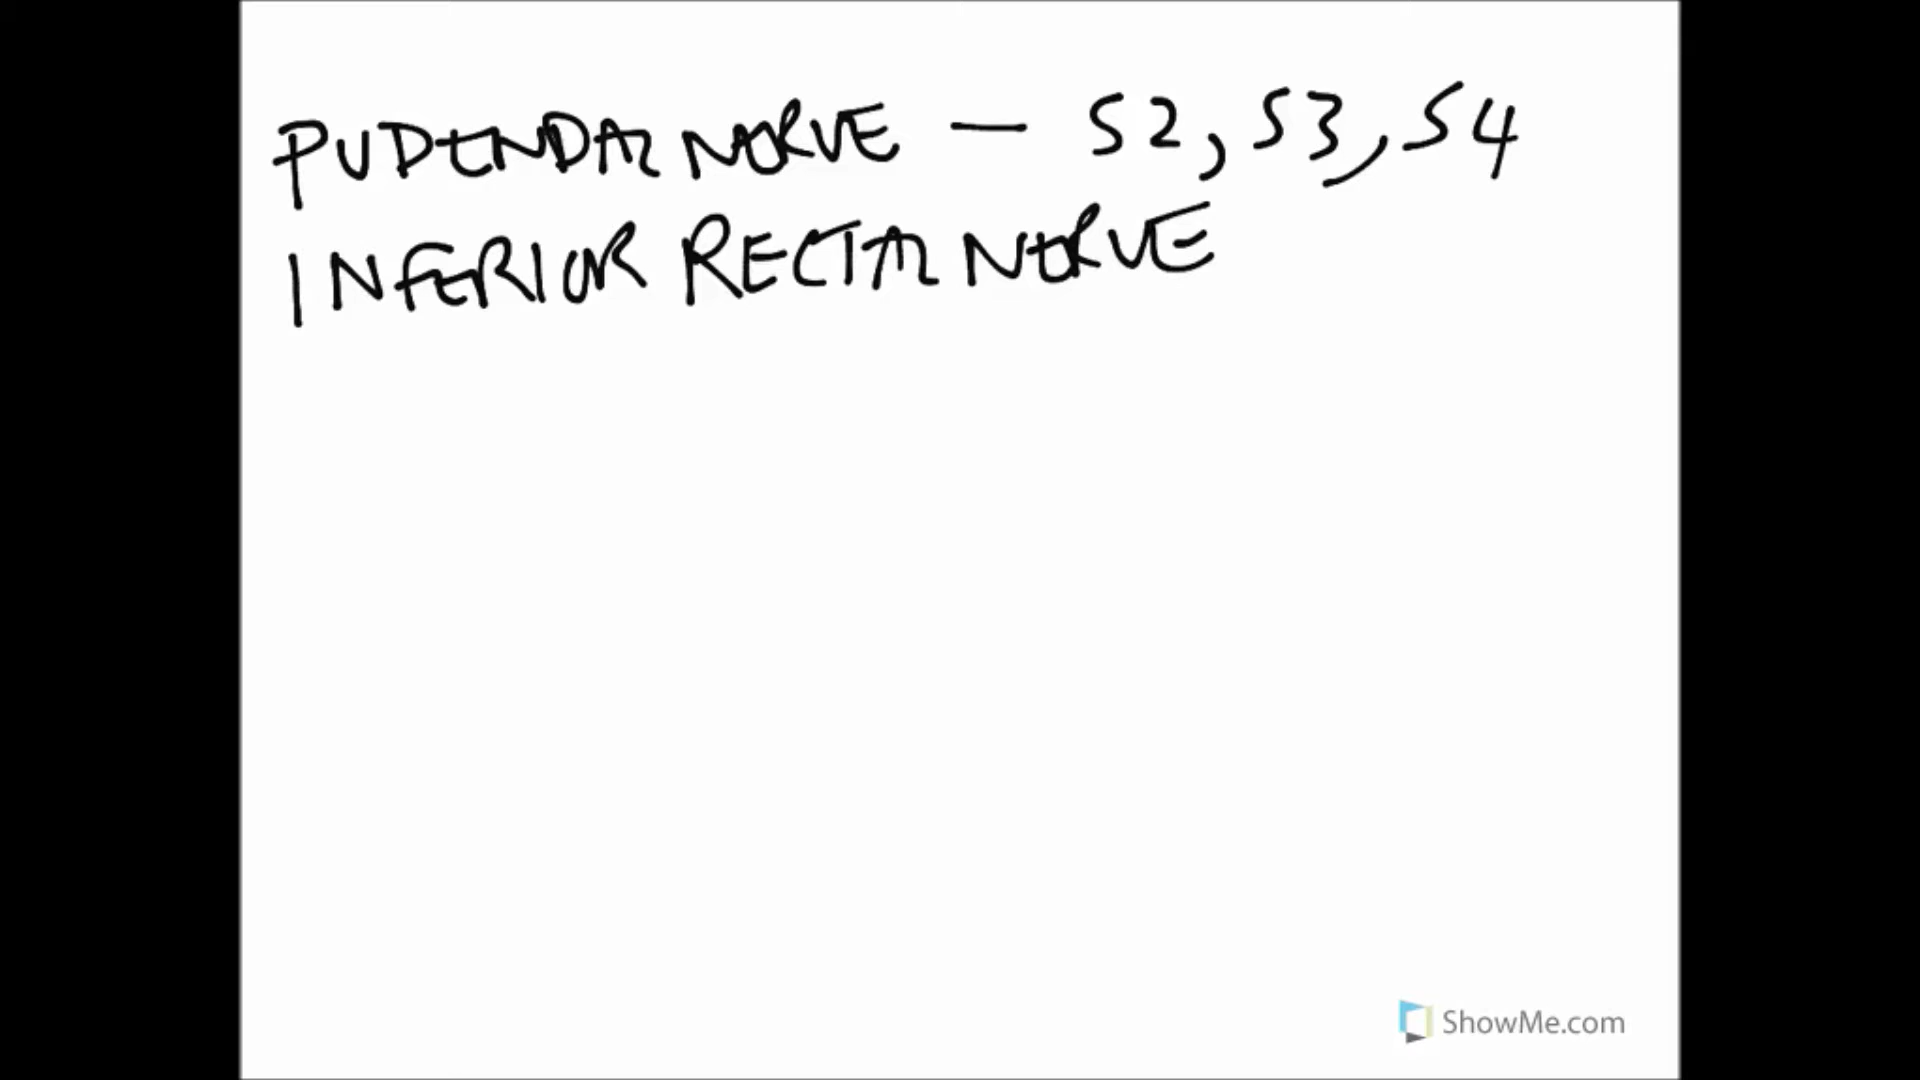 PUDENDAL NERVE — S2, S3, S4
INFERIOR RECTAL NERVE
ShowMe.com